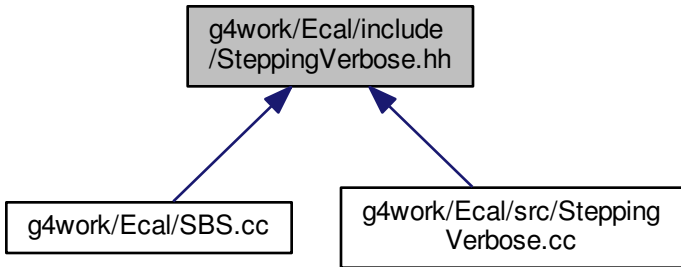 g4work/Ecal/include
/SteppingVerbose.hh
g4work/Ecal/SBS.cc
g4work/Ecal/src/Stepping
Verbose.cc